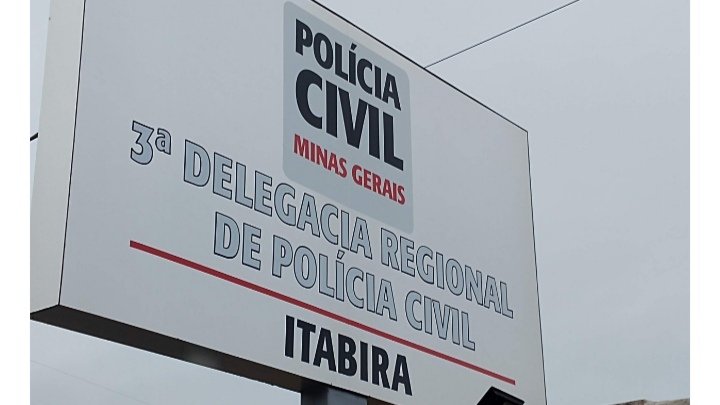 POLÍCIA
CIVIL
MINAS GERAIS
3ª DELEGACIA REGIONAL
DE POLÍCIA CIVIL
ITABIRA